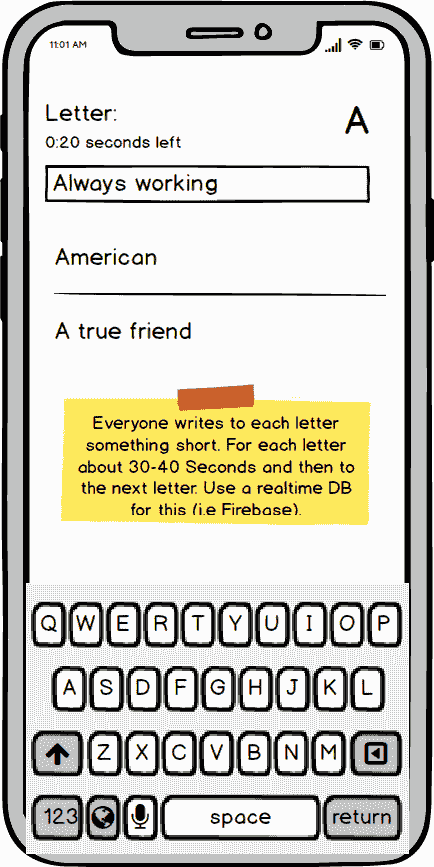 11:01 AM
Letter:
A
0:20 seconds left
Always working
American
A true friend
Everyone writes to each letter
something short. For each letter
about 30-40 Seconds and then to
the next letter. Use a realtime DB
for this (i.e Firebase).
Q W E R T Y U I O P
A S D F G H J K L
Z X C V B N M
123 space return